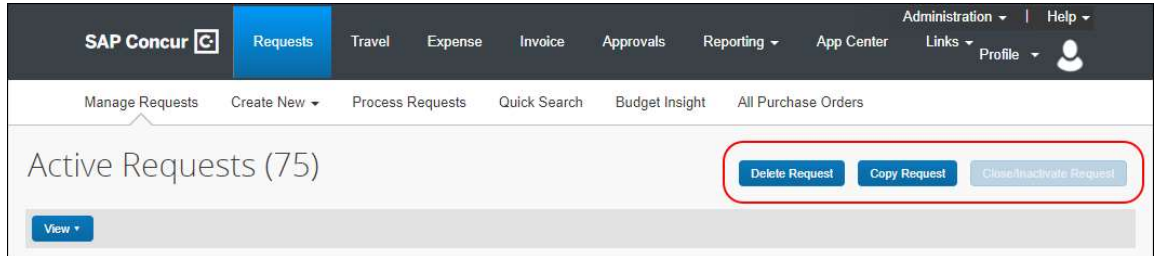 Administration | Help
SAP Concur C Requests Travel Expense Invoice Approvals Reporting App Center Links
Profile
Manage Requests Create New Process Requests Quick Search Budget Insight All Purchase Orders
Active Requests (75)
Delete Request Copy Request Close/Inactivate Request
View